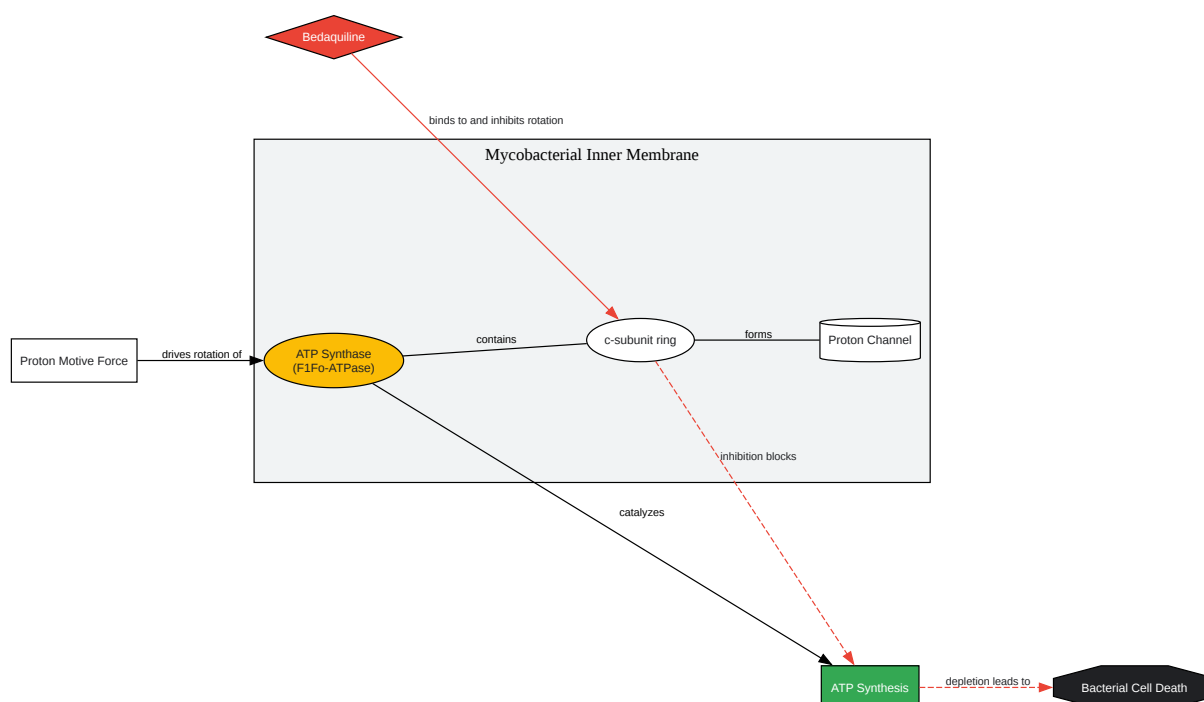 Bedaquiline
binds to and inhibits rotation
Mycobacterial Inner Membrane
Proton Motive Force
drives rotation of
ATP Synthase
(F1Fo-ATPase)
contains
c-subunit ring
forms
Proton Channel
inhibition blocks
catalyzes
ATP Synthesis
depletion leads to
Bacterial Cell Death